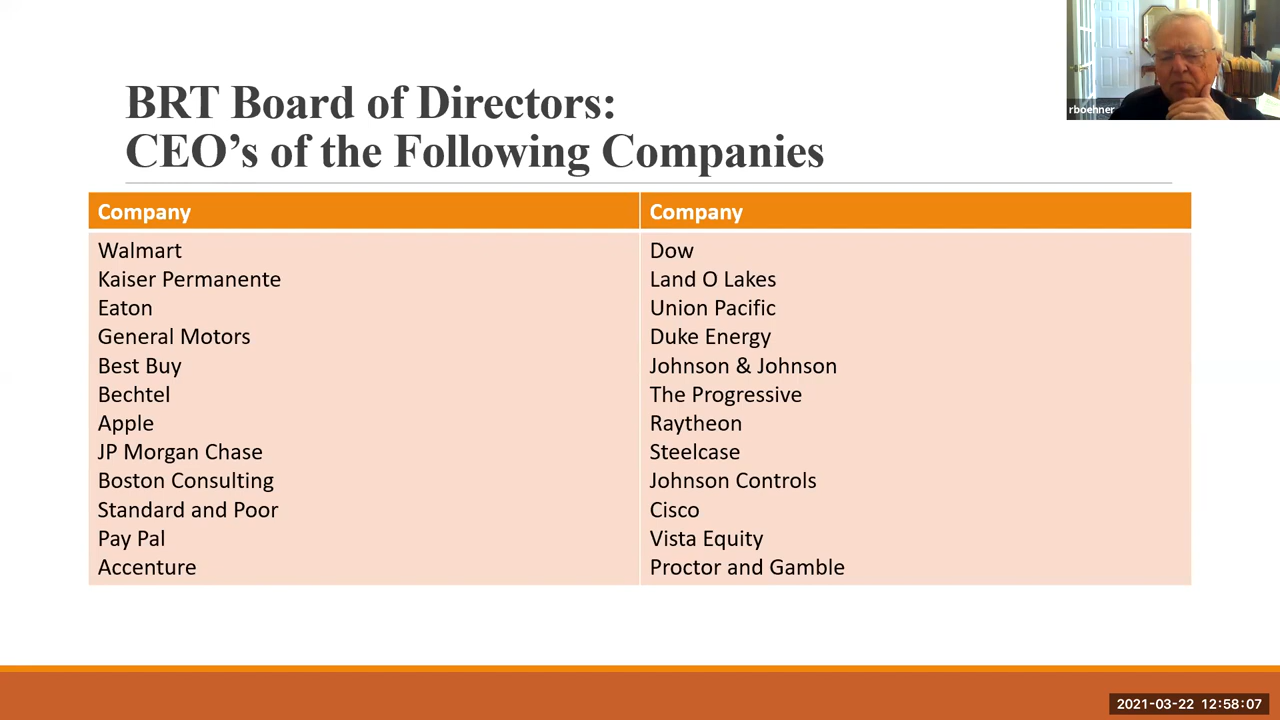 BRT Board of Directors:
CEO’s of the Following Companies
Company
Walmart
Kaiser Permanente
Eaton
General Motors
Best Buy
Bechtel
Apple
JP Morgan Chase
Boston Consulting
Standard and Poor
Pay Pal
Accenture
Company
Dow
Land O Lakes
Union Pacific
Duke Energy
Johnson & Johnson
The Progressive
Raytheon
Steelcase
Johnson Controls
Cisco
Vista Equity
Proctor and Gamble
rboehner
2021-03-22 12:58:07